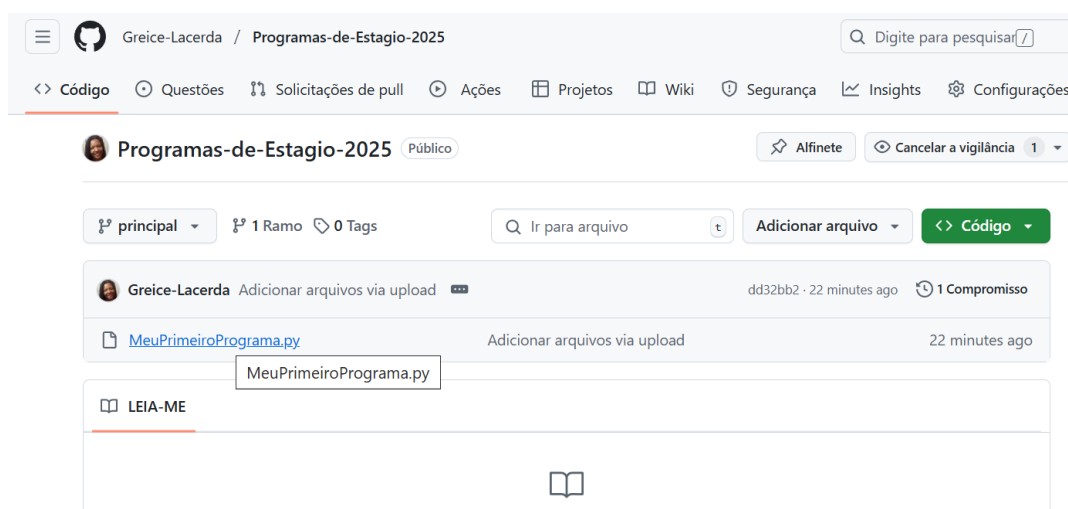 Greice-Lacerda / Programas-de-Estagio-2025 Digite para pesquisar /
<> Código Questões Solicitações de pull Ações Projetos Wiki Segurança Insights Configurações
Programas-de-Estagio-2025 Público Alfinete Cancelar a vigilância 1
principal 1 Ramo 0 Tags Ir para arquivo t Adicionar arquivo <> Código
Greice-Lacerda Adicionar arquivos via upload dd32bb2 · 22 minutes ago 1 Compromisso
MeuPrimeiroPrograma.py Adicionar arquivos via upload 22 minutes ago
MeuPrimeiroPrograma.py
LEIA-ME